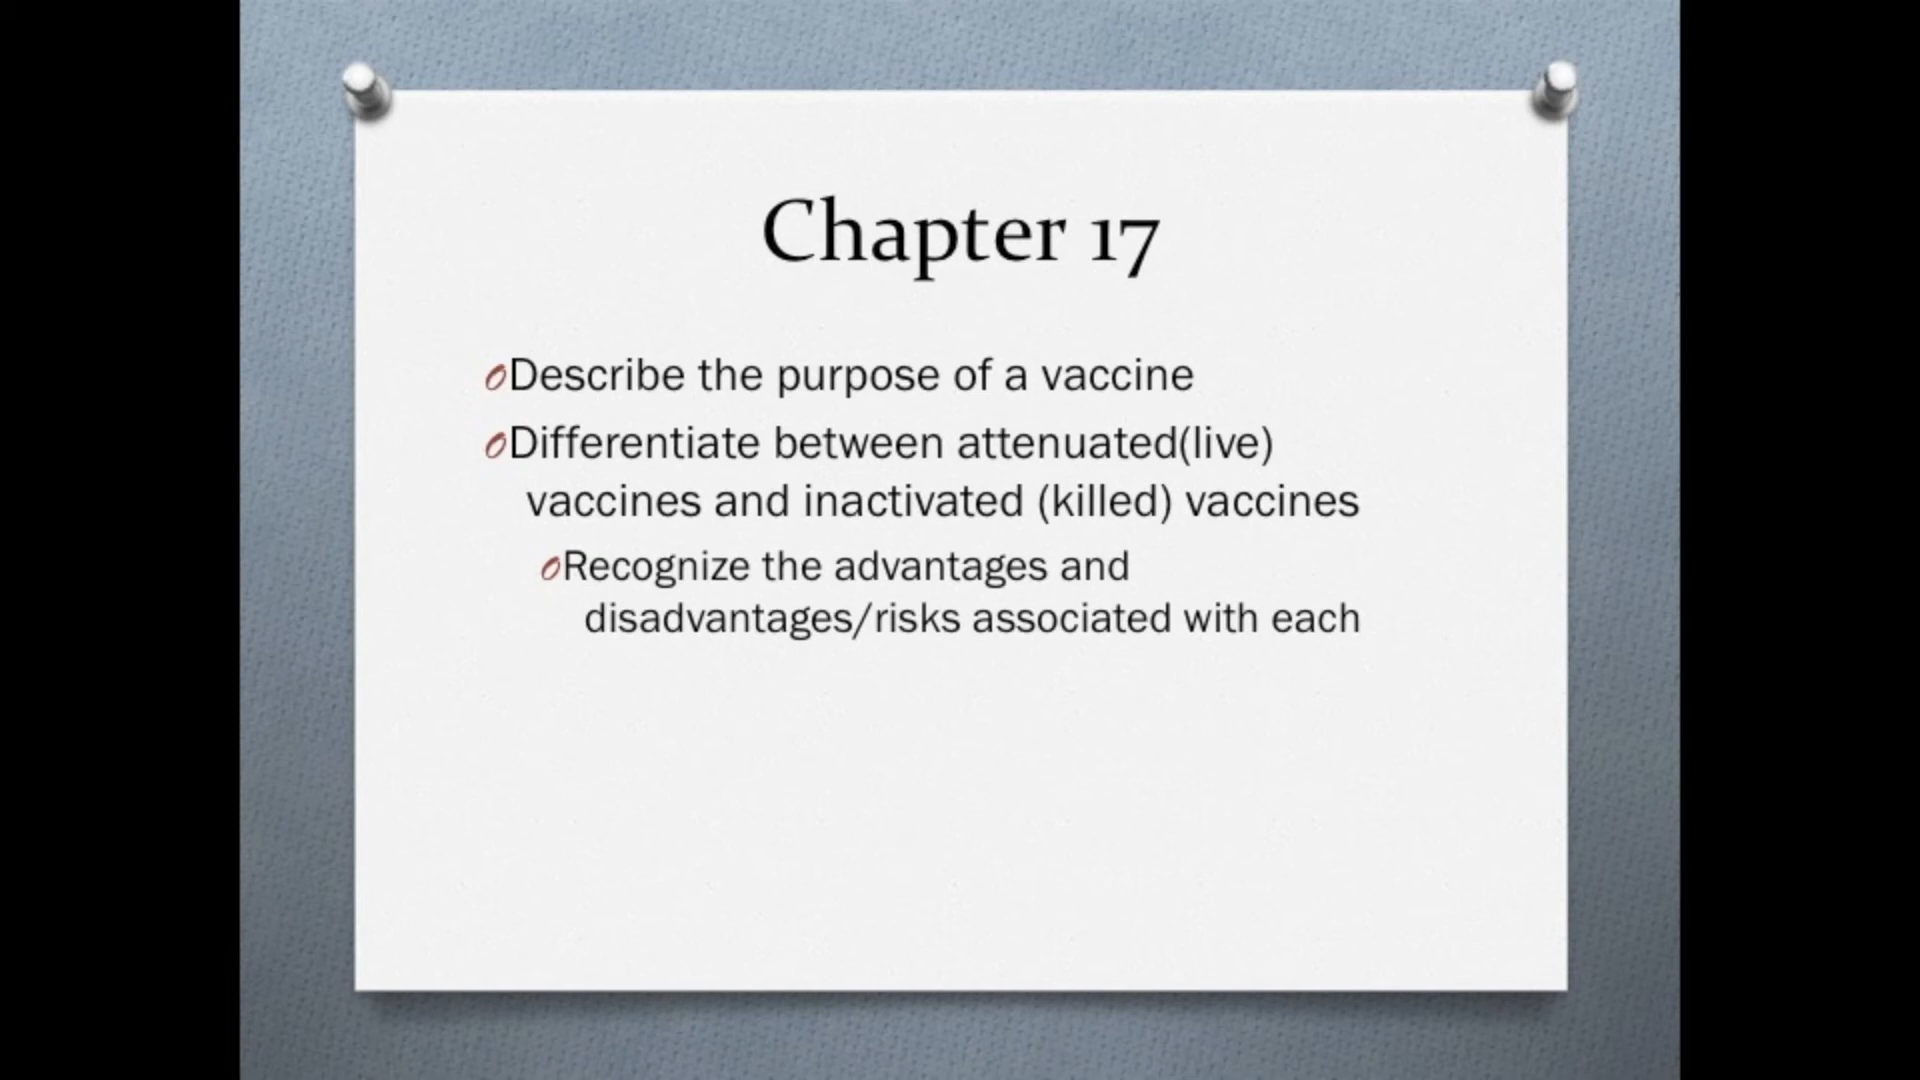 Chapter 17
Describe the purpose of a vaccine
Differentiate between attenuated(live)
vaccines and inactivated (killed) vaccines
Recognize the advantages and
disadvantages/risks associated with each